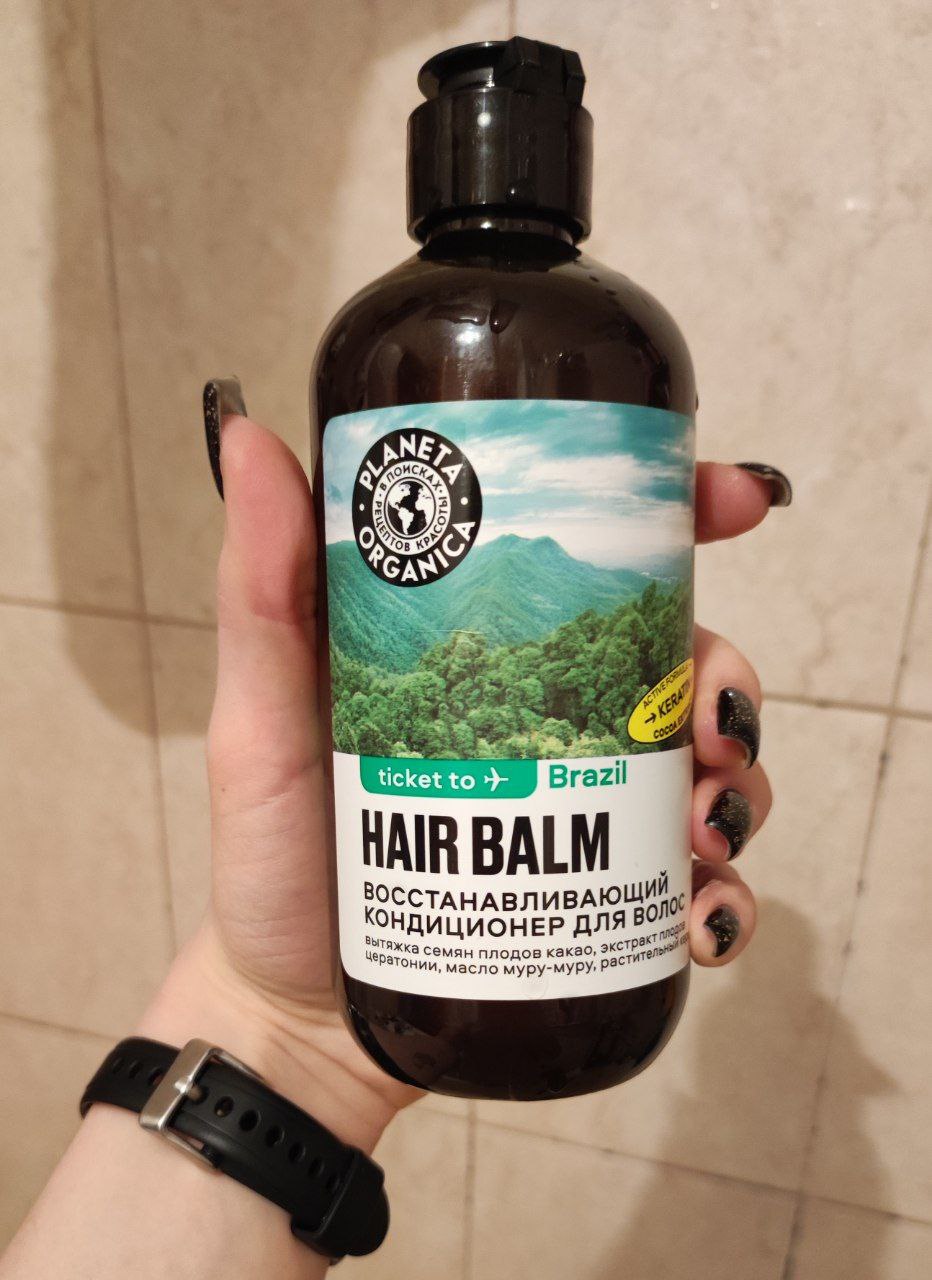 PLANETA
ORGANICA
В ПОИСКАХ
РЕЦЕПТОВ КРАСОТЫ
ACTIVE FORMULA
→ KERATIN
COCOA
ticket to Brazil
HAIR BALM
ВОССТАНАВЛИВАЮЩИЙ
КОНДИЦИОНЕР ДЛЯ ВОЛОС
вытяжка семян плодов какао, экстракт плодов
цератонии, масло муру-муру, растительный